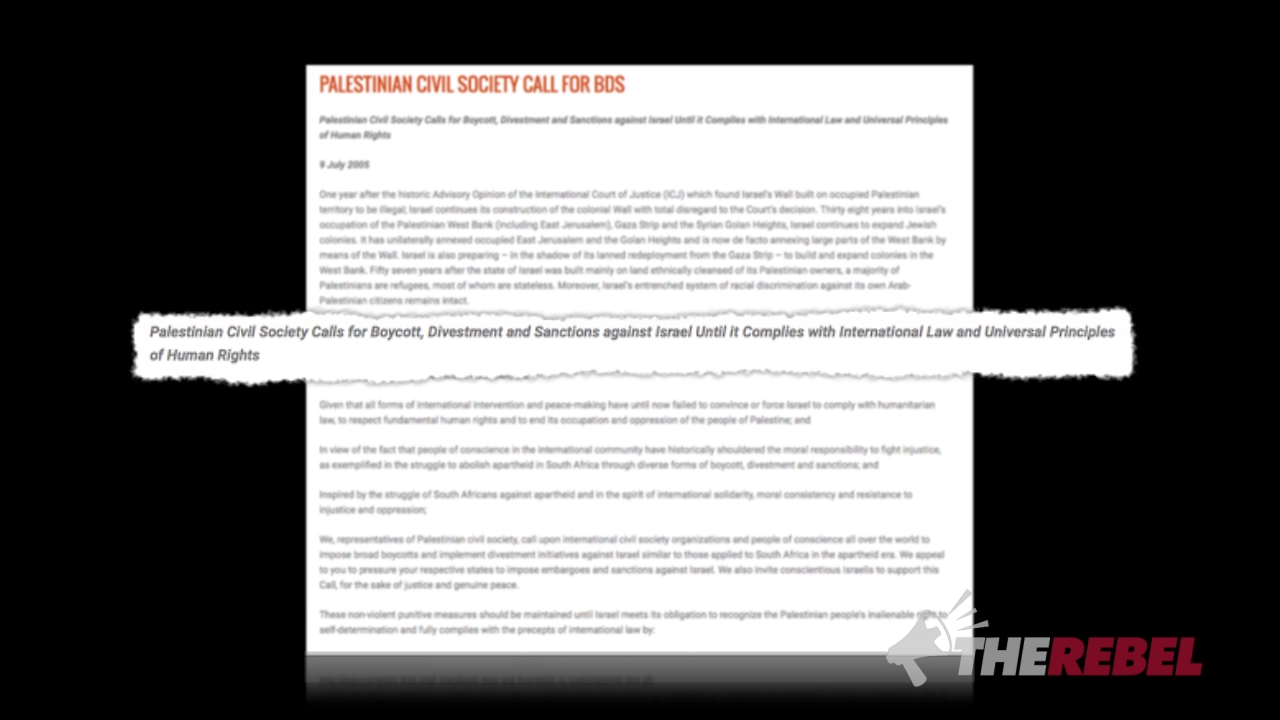 PALESTINIAN CIVIL SOCIETY CALL FOR BDS
Palestinian Civil Society Calls for Boycott, Divestment and Sanctions against Israel Until it Complies with International Law and Universal Principles
of Human Rights
9 July 2005
One year after the historic Advisory Opinion of the International Court of Justice (ICJ) which found Israel's Wall built on occupied Palestinian
territory to be illegal; Israel continues its construction of the colonial Wall with total disregard to the Court's decision. Thirty eight years into Israel's
occupation of the Palestinian West Bank (including East Jerusalem), Gaza Strip and the Syrian Golan Heights, Israel continues to expand Jewish
colonies. It has unilaterally annexed occupied East Jerusalem and the Golan Heights and is now de facto annexing large parts of the West Bank by
means of the Wall. Israel is also preparing – in the shadow of its lanned redeployment from the Gaza Strip – to build and expand colonies in the
West Bank. Fifty seven years after the state of Israel was built mainly on land ethnically cleansed of its Palestinian owners, a majority of
Palestinians are refugees, most of whom are stateless. Moreover, Israel's entrenched system of racial discrimination against its own Arab-
Palestinian citizens remains intact.
Palestinian Civil Society Calls for Boycott, Divestment and Sanctions against Israel Until it Complies with International Law and Universal Principles
of Human Rights
Given that all forms of international intervention and peace-making have until now failed to convince or force Israel to comply with humanitarian
law, to respect fundamental human rights and to end its occupation and oppression of the people of Palestine; and
In view of the fact that people of conscience in the international community have historically shouldered the moral responsibility to fight injustice,
as exemplified in the struggle to abolish apartheid in South Africa through diverse forms of boycott, divestment and sanctions; and
Inspired by the struggle of South Africans against apartheid and in the spirit of international solidarity, moral consistency and resistance to
injustice and oppression;
We, representatives of Palestinian civil society, call upon international civil society organizations and people of conscience all over the world to
impose broad boycotts and implement divestment initiatives against Israel similar to those applied to South Africa in the apartheid era. We appeal
to you to pressure your respective states to impose embargoes and sanctions against Israel. We also invite conscientious Israelis to support this
Call, for the sake of justice and genuine peace.
These non-violent punitive measures should be maintained until Israel meets its obligation to recognize the Palestinian people's inalienable right to
self-determination and fully complies with the precepts of international law by:
THEREBEL